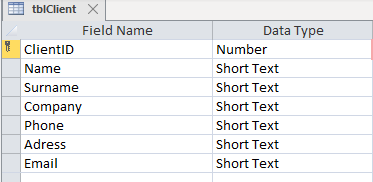 tblClient
Field Name Data Type
ClientID Number
Name Short Text
Surname Short Text
Company Short Text
Phone Short Text
Adress Short Text
Email Short Text